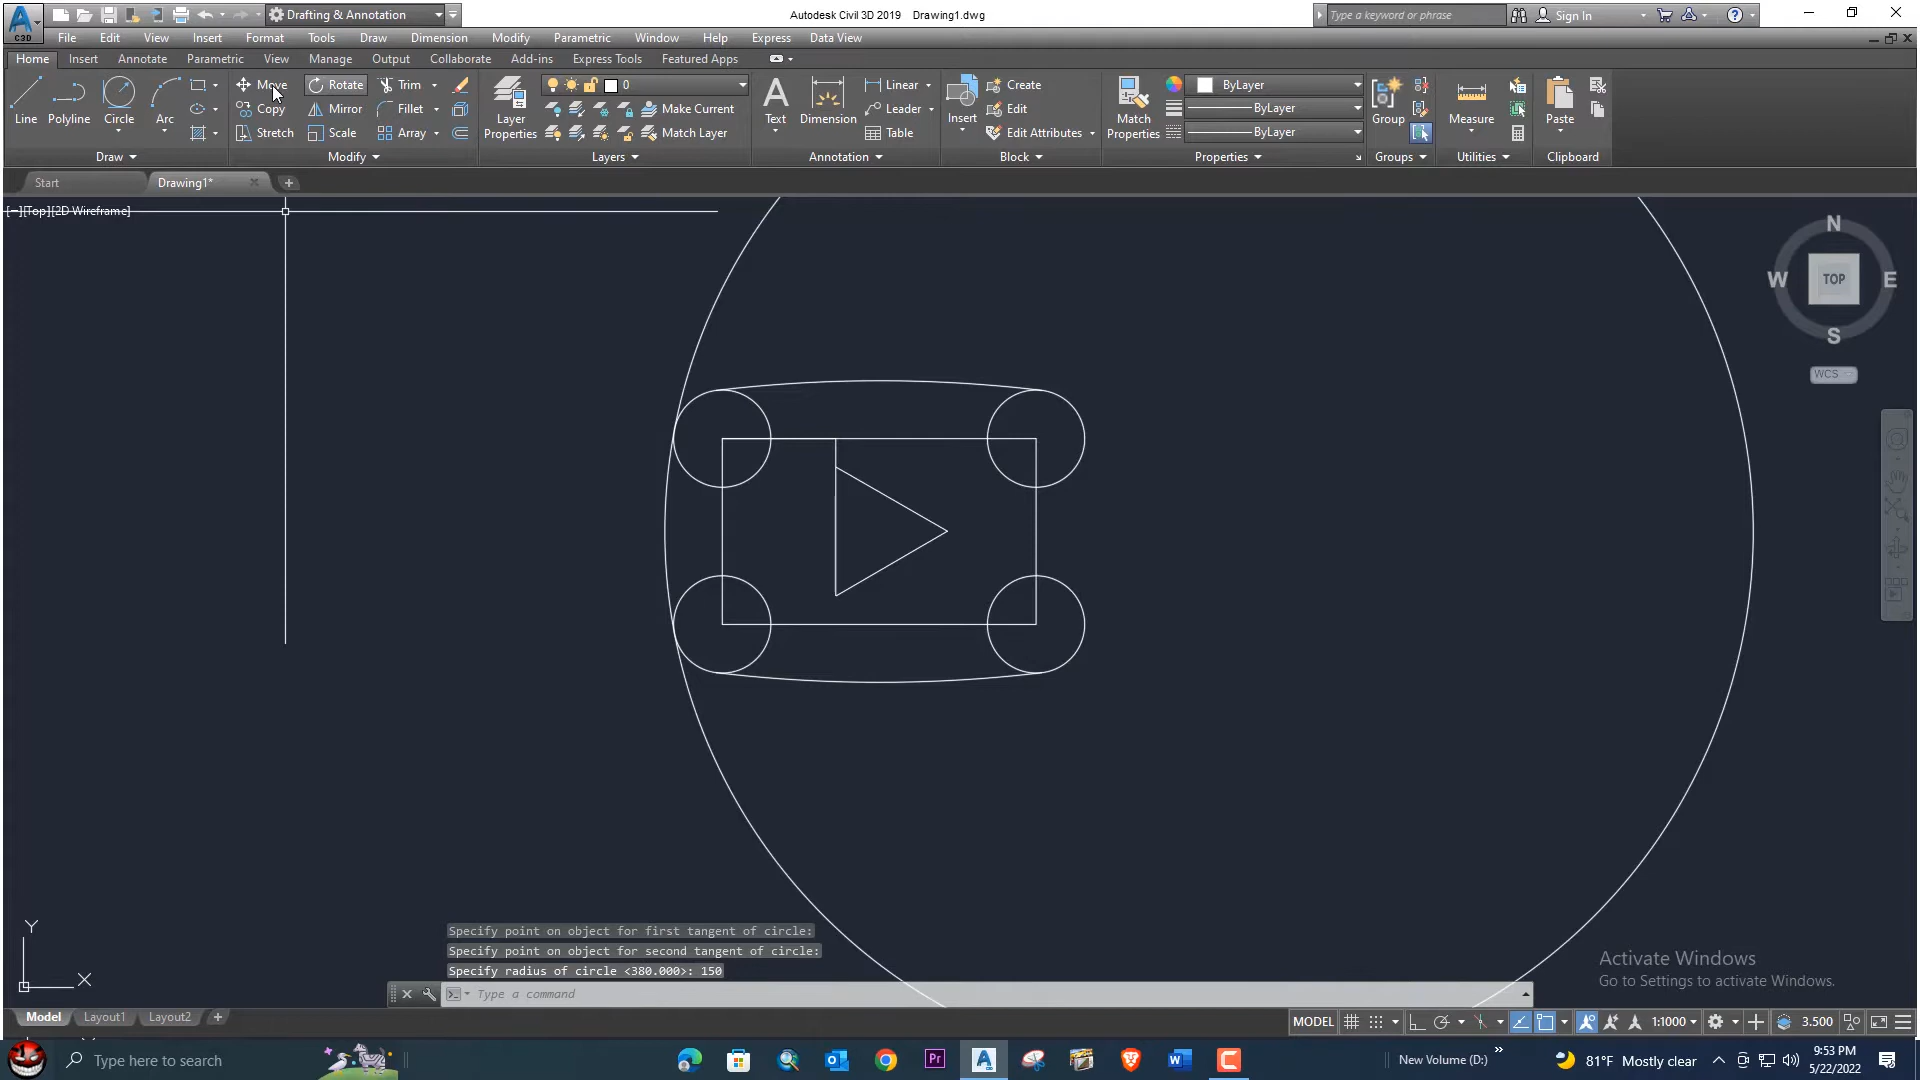 Drafting & Annotation
Autodesk Civil 3D 2019 Drawing1.dwg
Type a keyword or phrase
Sign In
C3D
File Edit View Insert Format Tools Draw Dimension Modify Parametric Window Help Express Data View
Home Insert Annotate Parametric View Manage Output Collaborate Add-ins Express Tools Featured Apps
Line Polyline Circle Arc
Move Rotate Trim
Copy Mirror Fillet
Stretch Scale Array
Layer Properties
0
Make Current
Match Layer
Text Dimension
Linear
Leader
Table
Insert
Create
Edit
Edit Attributes
Match Properties
ByLayer
ByLayer
ByLayer
Group
Measure
Paste
Draw Modify Layers Annotation Block Properties Groups Utilities Clipboard
Start Drawing1*
[−][Top][2D Wireframe]
N
W TOP E
S
WCS
Y
X
Specify point on object for first tangent of circle:
Specify point on object for second tangent of circle:
Specify radius of circle <380.000>: 150
Type a command
Activate Windows
Go to Settings to activate Windows.
Model Layout1 Layout2
MODEL 1:1000 3.500
Type here to search
Pr
New Volume (D:)
81°F Mostly clear
9:53 PM
5/22/2022